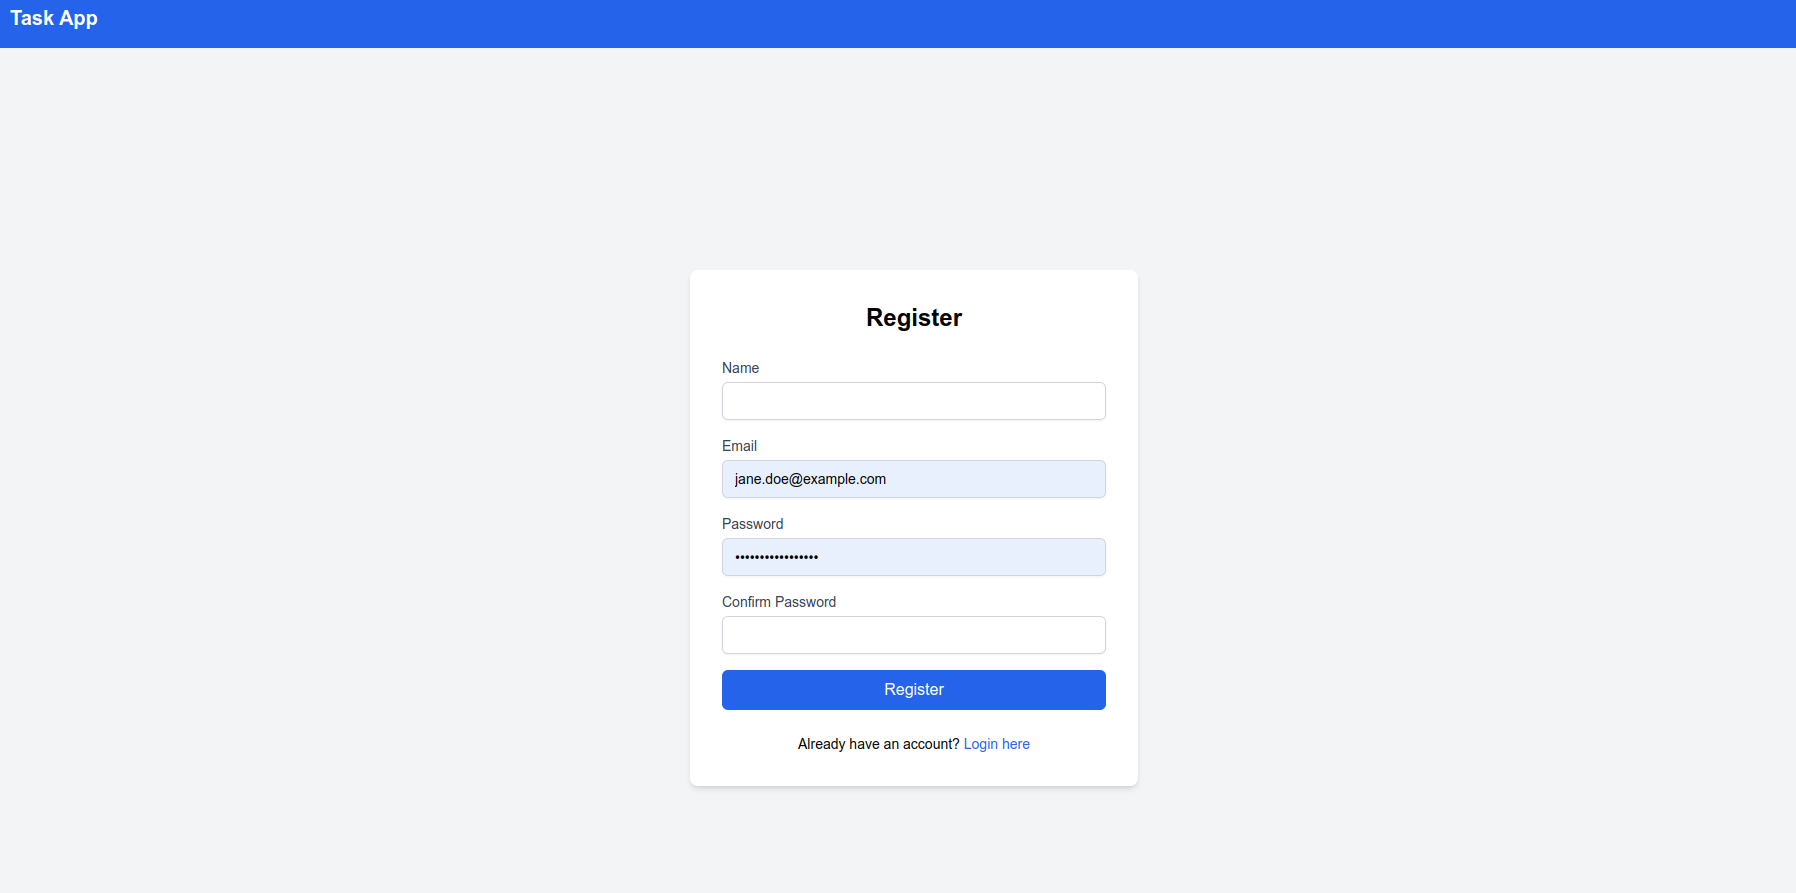 Task App
Register
Name
Email
jane.doe@example.com
Password
•••••••••••••••••
Confirm Password
Register
Already have an account? Login here